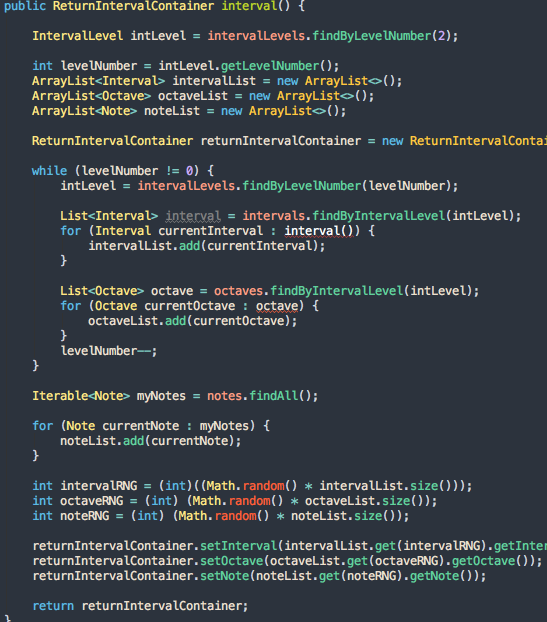 public ReturnIntervalContainer interval() {
IntervalLevel intLevel = intervalLevels.findByLevelNumber(2);
int levelNumber = intLevel.getLevelNumber();
ArrayList<Interval> intervalList = new ArrayList<>();
ArrayList<Octave> octaveList = new ArrayList<>();
ArrayList<Note> noteList = new ArrayList<>();
ReturnIntervalContainer returnIntervalContainer = new ReturnIntervalContai
while (levelNumber != 0) {
intLevel = intervalLevels.findByLevelNumber(levelNumber);
List<Interval> interval = intervals.findByIntervalLevel(intLevel);
for (Interval currentInterval : interval()) {
intervalList.add(currentInterval);
}
List<Octave> octave = octaves.findByIntervalLevel(intLevel);
for (Octave currentOctave : octave) {
octaveList.add(currentOctave);
}
levelNumber--;
}
Iterable<Note> myNotes = notes.findAll();
for (Note currentNote : myNotes) {
noteList.add(currentNote);
}
int intervalRNG = (int)((Math.random() * intervalList.size()));
int octaveRNG = (int) (Math.random() * octaveList.size());
int noteRNG = (int) (Math.random() * noteList.size());
returnIntervalContainer.setInterval(intervalList.get(intervalRNG).getInter
returnIntervalContainer.setOctave(octaveList.get(octaveRNG).getOctave());
returnIntervalContainer.setNote(noteList.get(noteRNG).getNote());
return returnIntervalContainer;
}